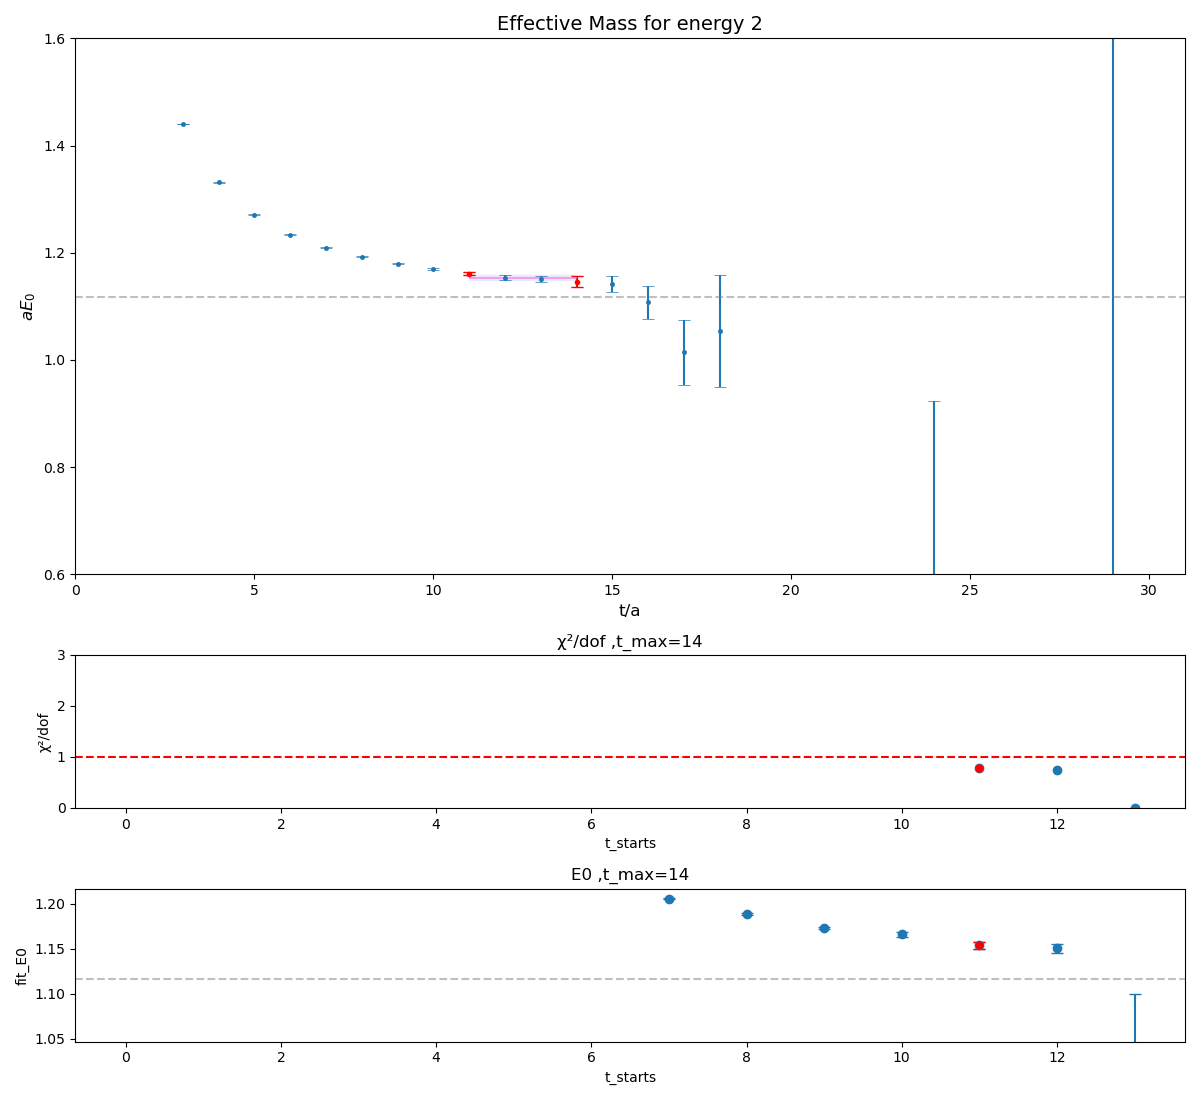 Effective Mass for energy 2
1.6
1.4
1.2
1.0
0.8
0.6
aE₀
0 5 10 15 20 25 30
t/a
χ²/dof ,t_max=14
3
2
1
0
χ²/dof
0 2 4 6 8 10 12
t_starts
E0 ,t_max=14
1.20
1.15
1.10
1.05
fit_E0
0 2 4 6 8 10 12
t_starts